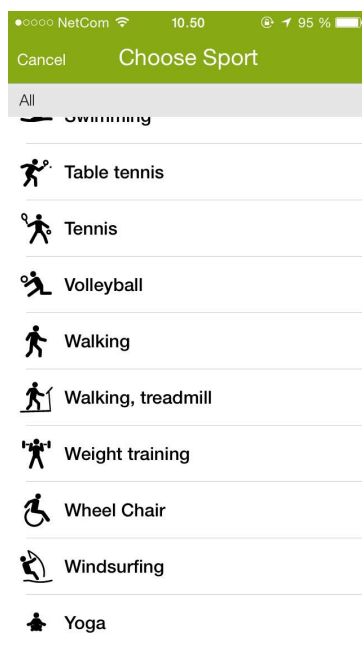 NetCom 10.50 95 %
Cancel Choose Sport
All
Swimming
Table tennis
Tennis
Volleyball
Walking
Walking, treadmill
Weight training
Wheel Chair
Windsurfing
Yoga